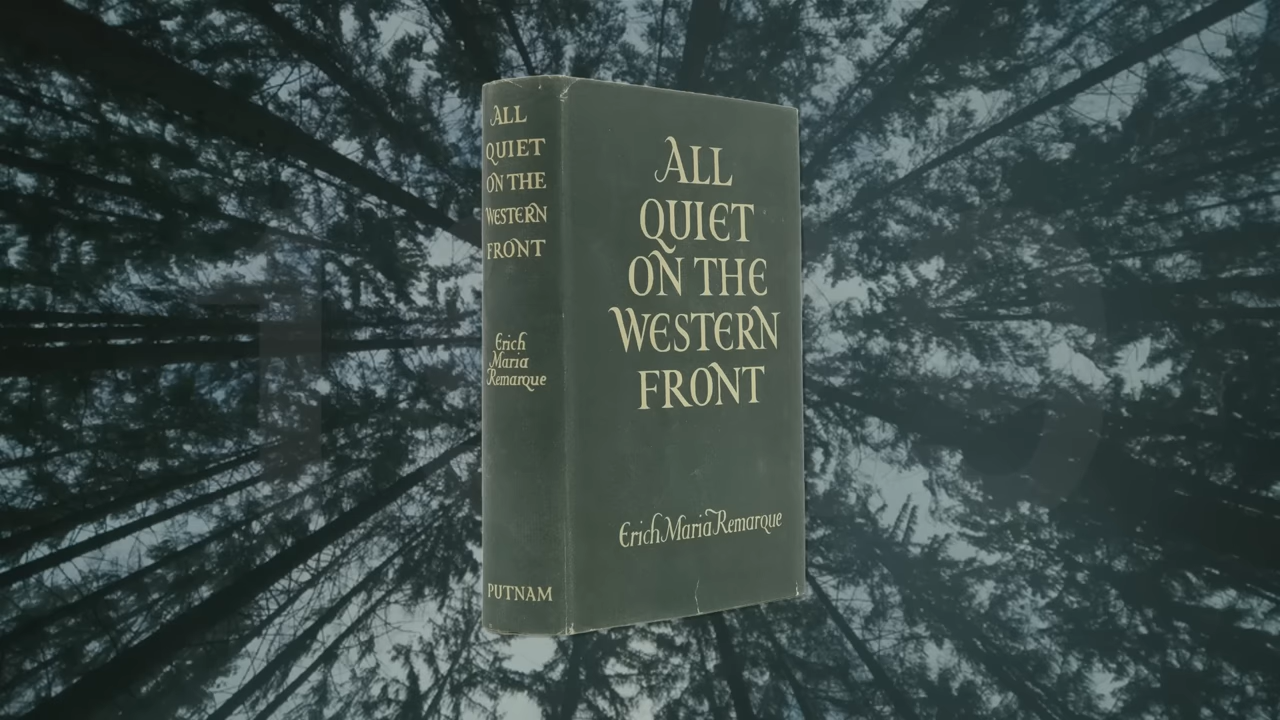 ALL
QUIET
ON THE
WESTERN
FRONT
Erich
Maria
Remarque
PUTNAM
ALL
QUIET
ON THE
WESTERN
FRONT
Erich Maria Remarque